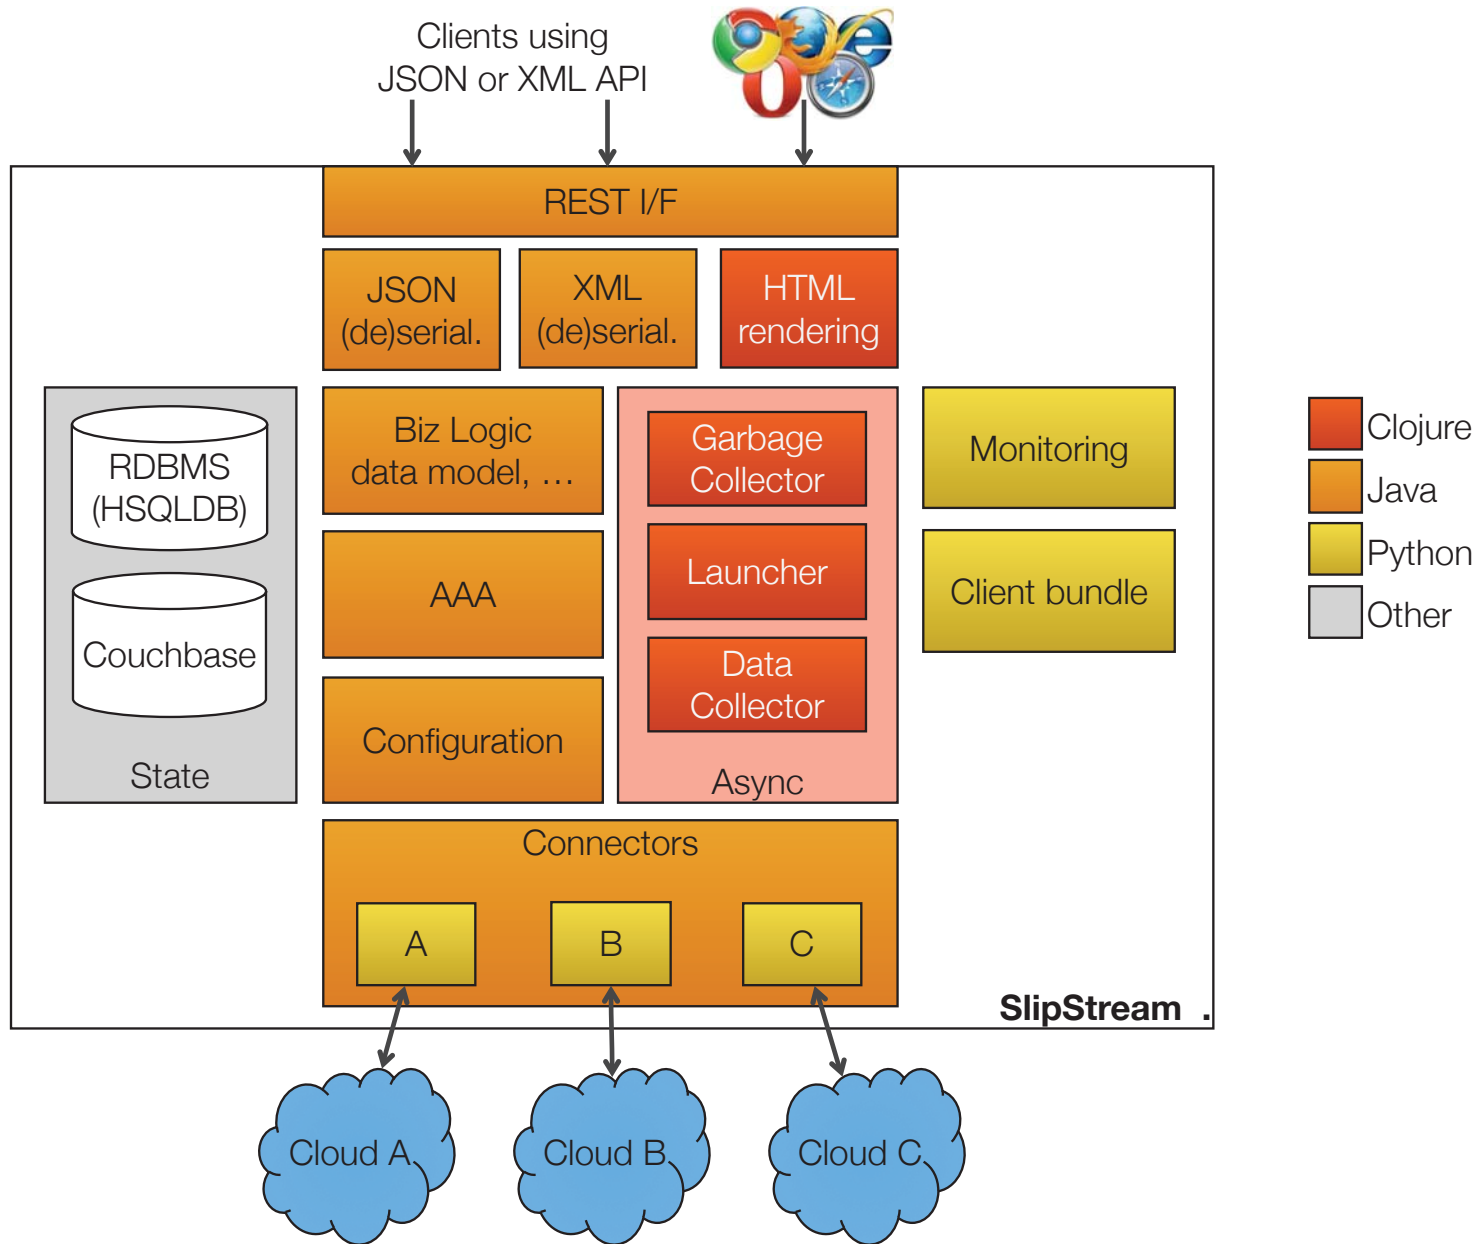 Clients using
JSON or XML API
REST I/F
JSON
(de)serial.
XML
(de)serial.
HTML
rendering
RDBMS
(HSQLDB)
Couchbase
State
Biz Logic
data model, …
AAA
Configuration
Garbage
Collector
Launcher
Data
Collector
Async
Monitoring
Client bundle
Clojure
Java
Python
Other
Connectors
A
B
C
SlipStream .
Cloud A
Cloud B
Cloud C